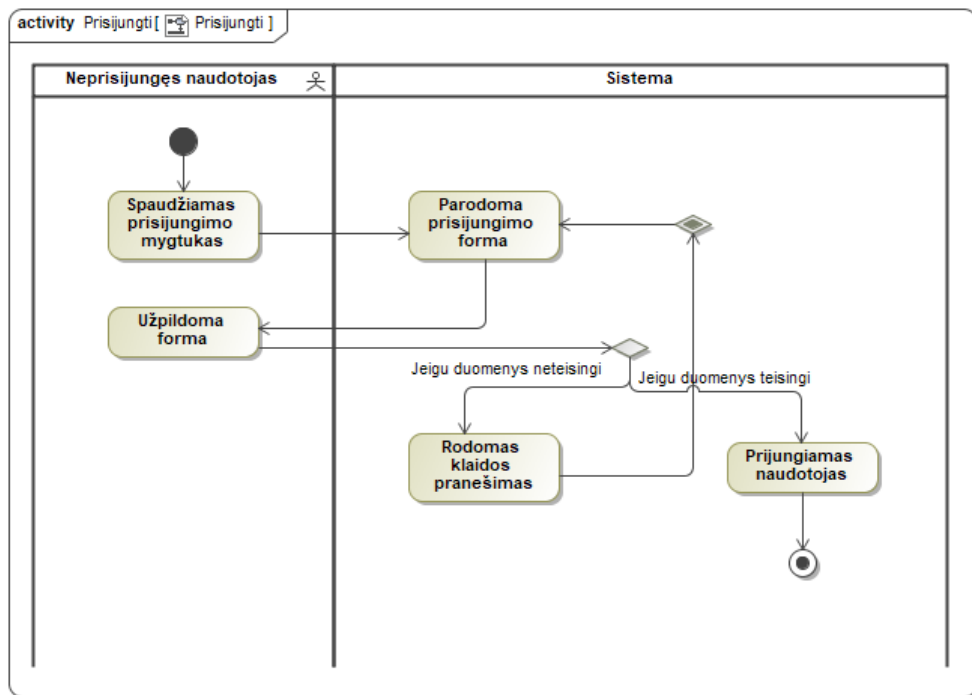 activity Prisijungti [ Prisijungti ]
Neprisijungęs naudotojas
Sistema
Spaudžiamas
prisijungimo
mygtukas
Parodoma
prisijungimo
forma
Užpildoma
forma
Jeigu duomenys neteisingi
Jeigu duomenys teisingi
Rodomas
klaidos
pranešimas
Prijungiamas
naudotojas